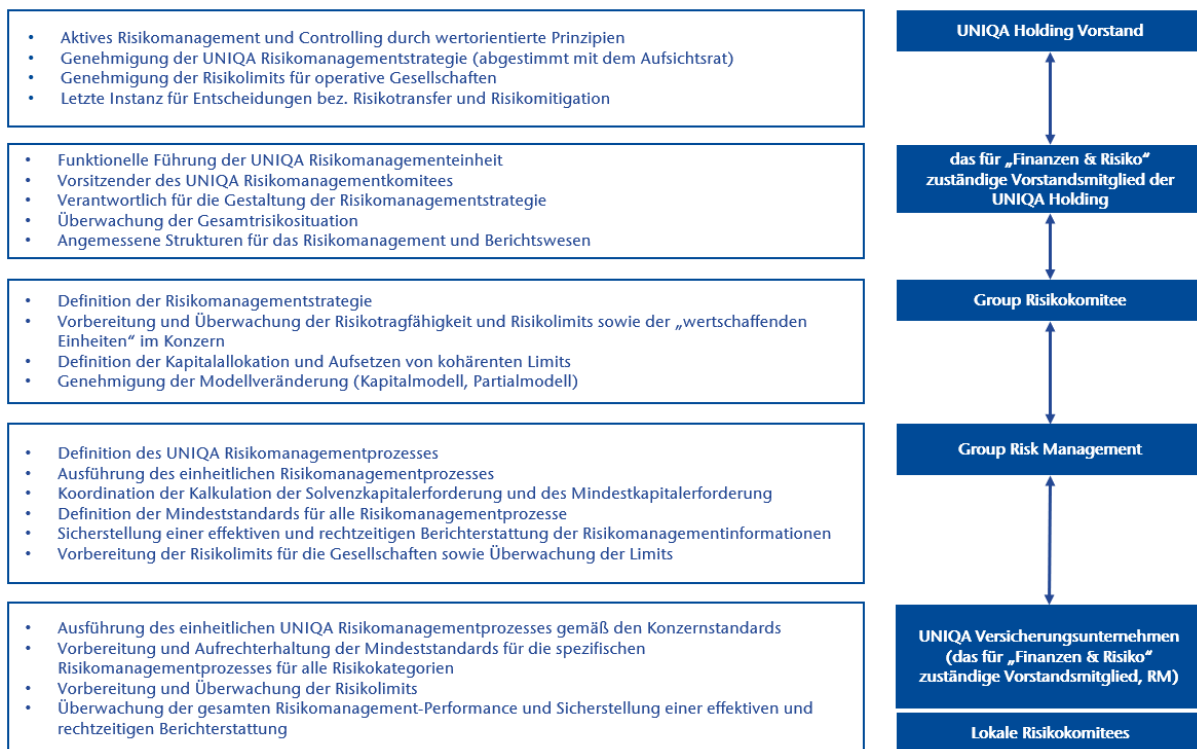 • Aktives Risikomanagement und Controlling durch wertorientierte Prinzipien
• Genehmigung der UNIQA Risikomanagementstrategie (abgestimmt mit dem Aufsichtsrat)
• Genehmigung der Risikolimits für operative Gesellschaften
• Letzte Instanz für Entscheidungen bez. Risikotransfer und Risikomitigation
UNIQA Holding Vorstand
• Funktionelle Führung der UNIQA Risikomanagementeinheit
• Vorsitzender des UNIQA Risikomanagementkomitees
• Verantwortlich für die Gestaltung der Risikomanagementstrategie
• Überwachung der Gesamtrisikosituation
• Angemessene Strukturen für das Risikomanagement und Berichtswesen
das für „Finanzen & Risiko“
zuständige Vorstandsmitglied der
UNIQA Holding
• Definition der Risikomanagementstrategie
• Vorbereitung und Überwachung der Risikotragfähigkeit und Risikolimits sowie der „wertschaffenden
Einheiten“ im Konzern
• Definition der Kapitalallokation und Aufsetzen von kohärenten Limits
• Genehmigung der Modellveränderung (Kapitalmodell, Partialmodell)
Group Risikokomitee
• Definition des UNIQA Risikomanagementprozesses
• Ausführung des einheitlichen Risikomanagementprozesses
• Koordination der Kalkulation der Solvenzkapitalerforderung und des Mindestkapitalerforderung
• Definition der Mindeststandards für alle Risikomanagementprozesse
• Sicherstellung einer effektiven und rechtzeitigen Berichterstattung der Risikomanagementinformationen
• Vorbereitung der Risikolimits für die Gesellschaften sowie Überwachung der Limits
Group Risk Management
• Ausführung des einheitlichen UNIQA Risikomanagementprozesses gemäß den Konzernstandards
• Vorbereitung und Aufrechterhaltung der Mindeststandards für die spezifischen
Risikomanagementprozesses für alle Risikokategorien
• Vorbereitung und Überwachung der Risikolimits
• Überwachung der gesamten Risikomanagement-Performance und Sicherstellung einer effektiven und
rechtzeitigen Berichterstattung
UNIQA Versicherungsunternehmen
(das für „Finanzen & Risiko“
zuständige Vorstandsmitglied, RM)
Lokale Risikokomitees